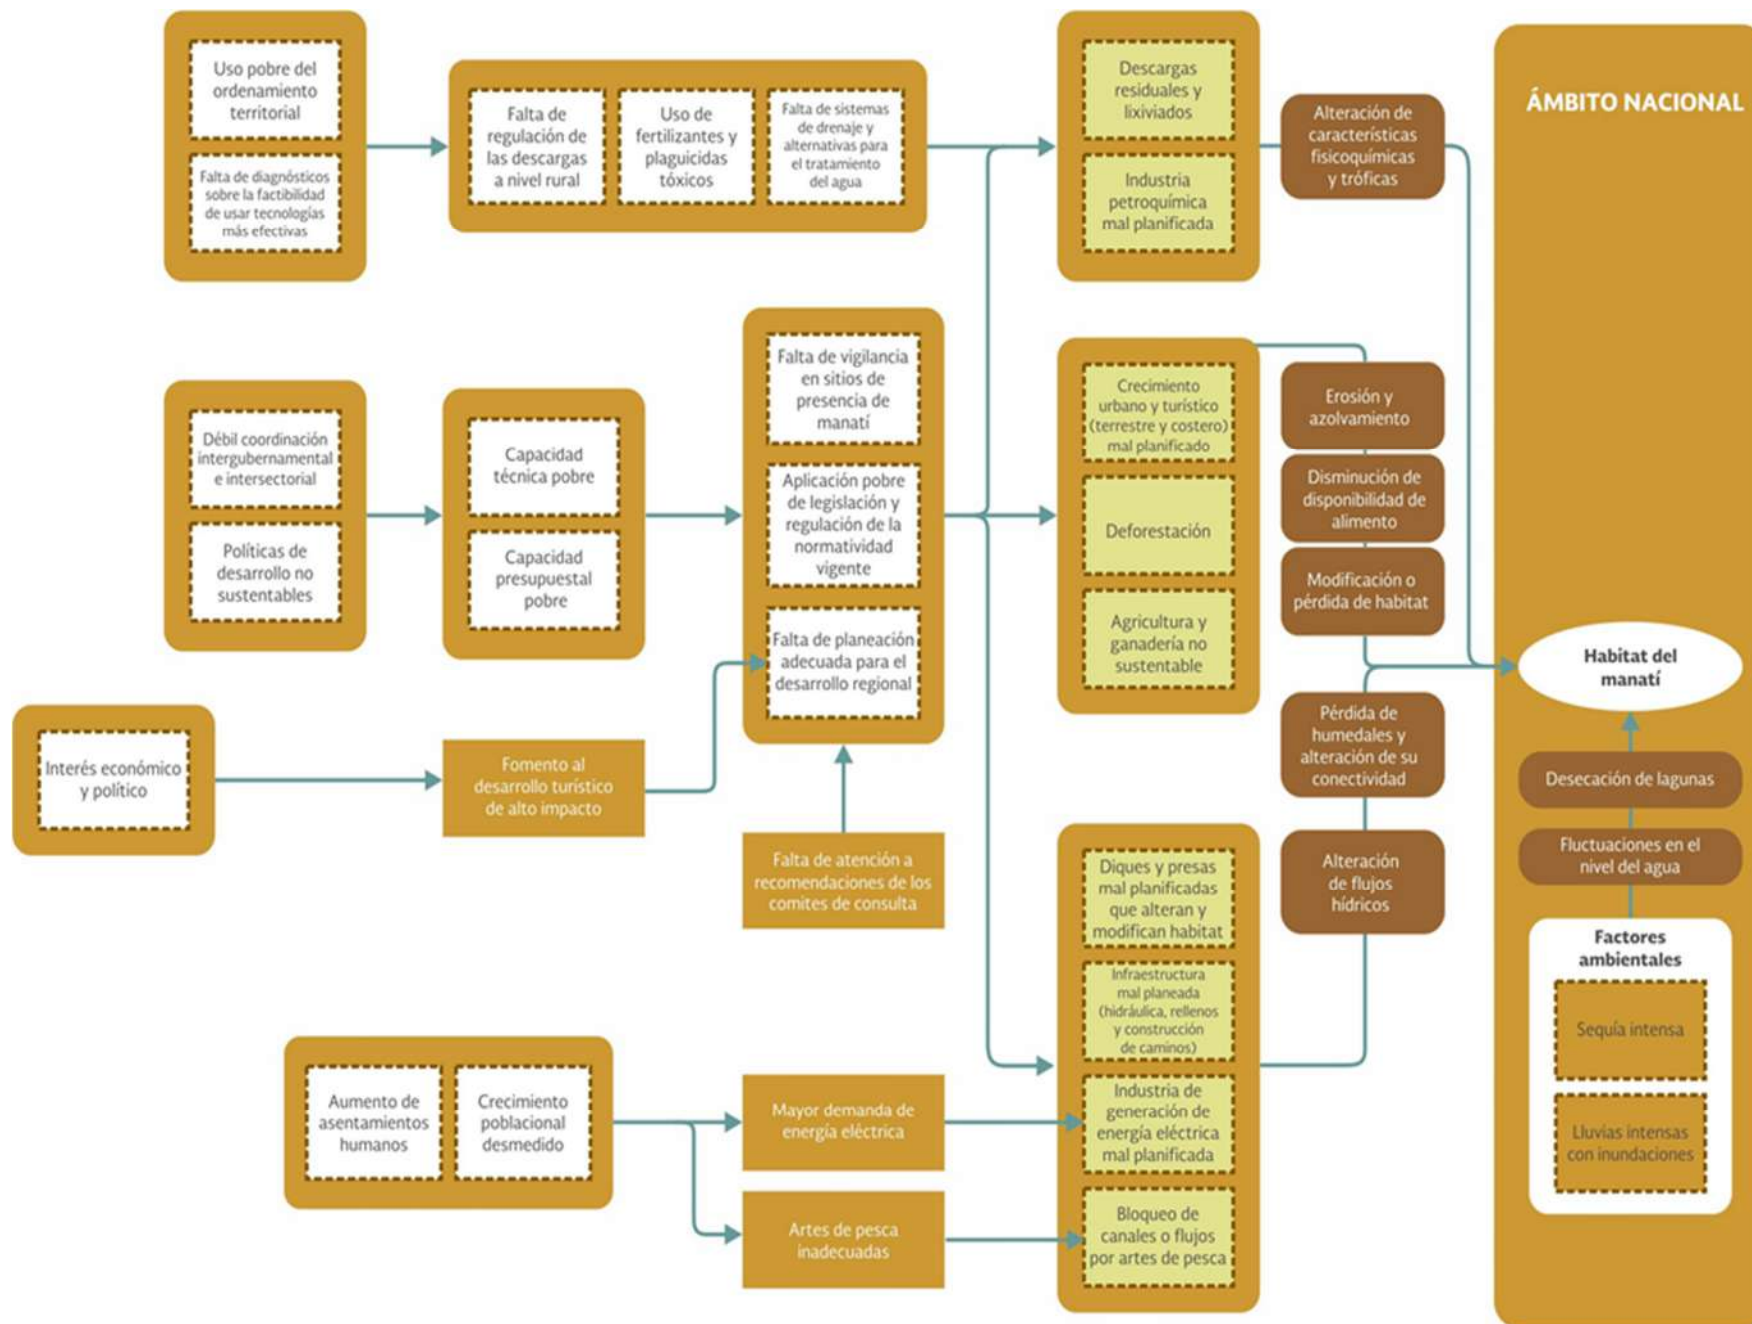 Uso pobre del
ordenamiento
territorial
Falta de diagnósticos
sobre la factibilidad
de usar tecnologías
más efectivas
Falta de
regulación de
las descargas
a nivel rural
Uso de
fertilizantes y
plaguicidas
tóxicos
Falta de sistemas
de drenaje y
alternativas para
el tratamiento
del agua
Descargas
residuales y
lixiviados
Industria
petroquímica
mal planificada
Alteración de
características
fisicoquímicas
y tróficas
ÁMBITO NACIONAL
Débil coordinación
intergubernamental
e intersectorial
Políticas de
desarrollo no
sustentables
Capacidad
técnica pobre
Capacidad
presupuestal
pobre
Falta de vigilancia
en sitios de
presencia de
manatí
Aplicación pobre
de legislación y
regulación de la
normatividad
vigente
Falta de planeación
adecuada para el
desarrollo regional
Crecimiento
urbano y turístico
(terrestre y costero)
mal planificado
Deforestación
Agricultura y
ganadería no
sustentable
Erosión y
azolvamiento
Disminución de
disponibilidad de
alimento
Modificación o
pérdida de habitat
Habitat del
manatí
Interés económico
y político
Fomento al
desarrollo turístico
de alto impacto
Falta de atención a
recomendaciones de los
comites de consulta
Pérdida de
humedales y
alteración de su
conectividad
Alteración
de flujos
hídricos
Desecación de lagunas
Fluctuaciones en el
nivel del agua
Factores
ambientales
Sequía intensa
Lluvias intensas
con inundaciones
Diques y presas
mal planificadas
que alteran y
modifican habitat
Infraestructura
mal planeada
(hidráulica, rellenos
y construcción
de caminos)
Industria de
generación de
energía eléctrica
mal planificada
Bloqueo de
canales o flujos
por artes de pesca
Aumento de
asentamientos
humanos
Crecimiento
poblacional
desmedido
Mayor demanda de
energía eléctrica
Artes de pesca
inadecuadas